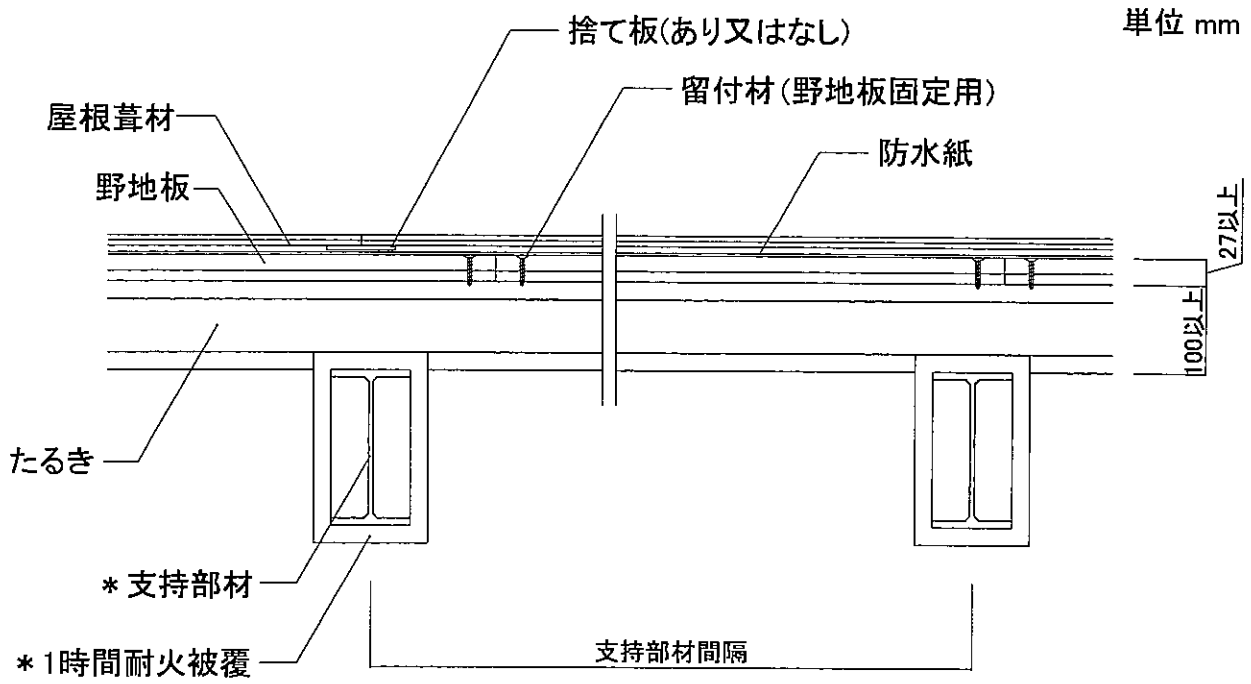 単位 mm
捨て板(あり又はなし)
留付材(野地板固定用)
屋根葺材
防水紙
野地板
27以上
100以上
たるき
*支持部材
*1時間耐火被覆
支持部材間隔